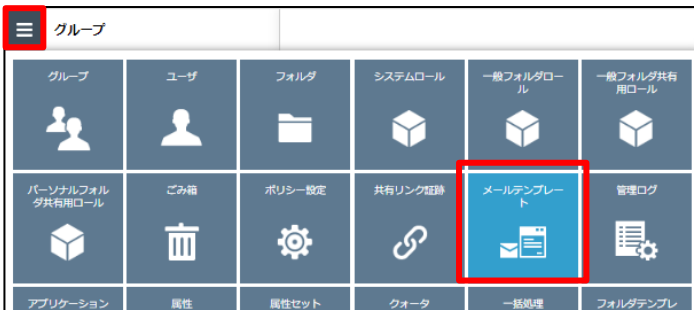 グループ
グループ
ユーザ
フォルダ
システムロール
一般フォルダロー
ル
一般フォルダ共有
用ロール
パーソナルフォル
ダ共有用ロール
ごみ箱
ポリシー設定
共有リンク証跡
メールテンプレー
ト
管理ログ
アプリケーション
属性
属性セット
クォータ
一括処理
フォルダテンプレ